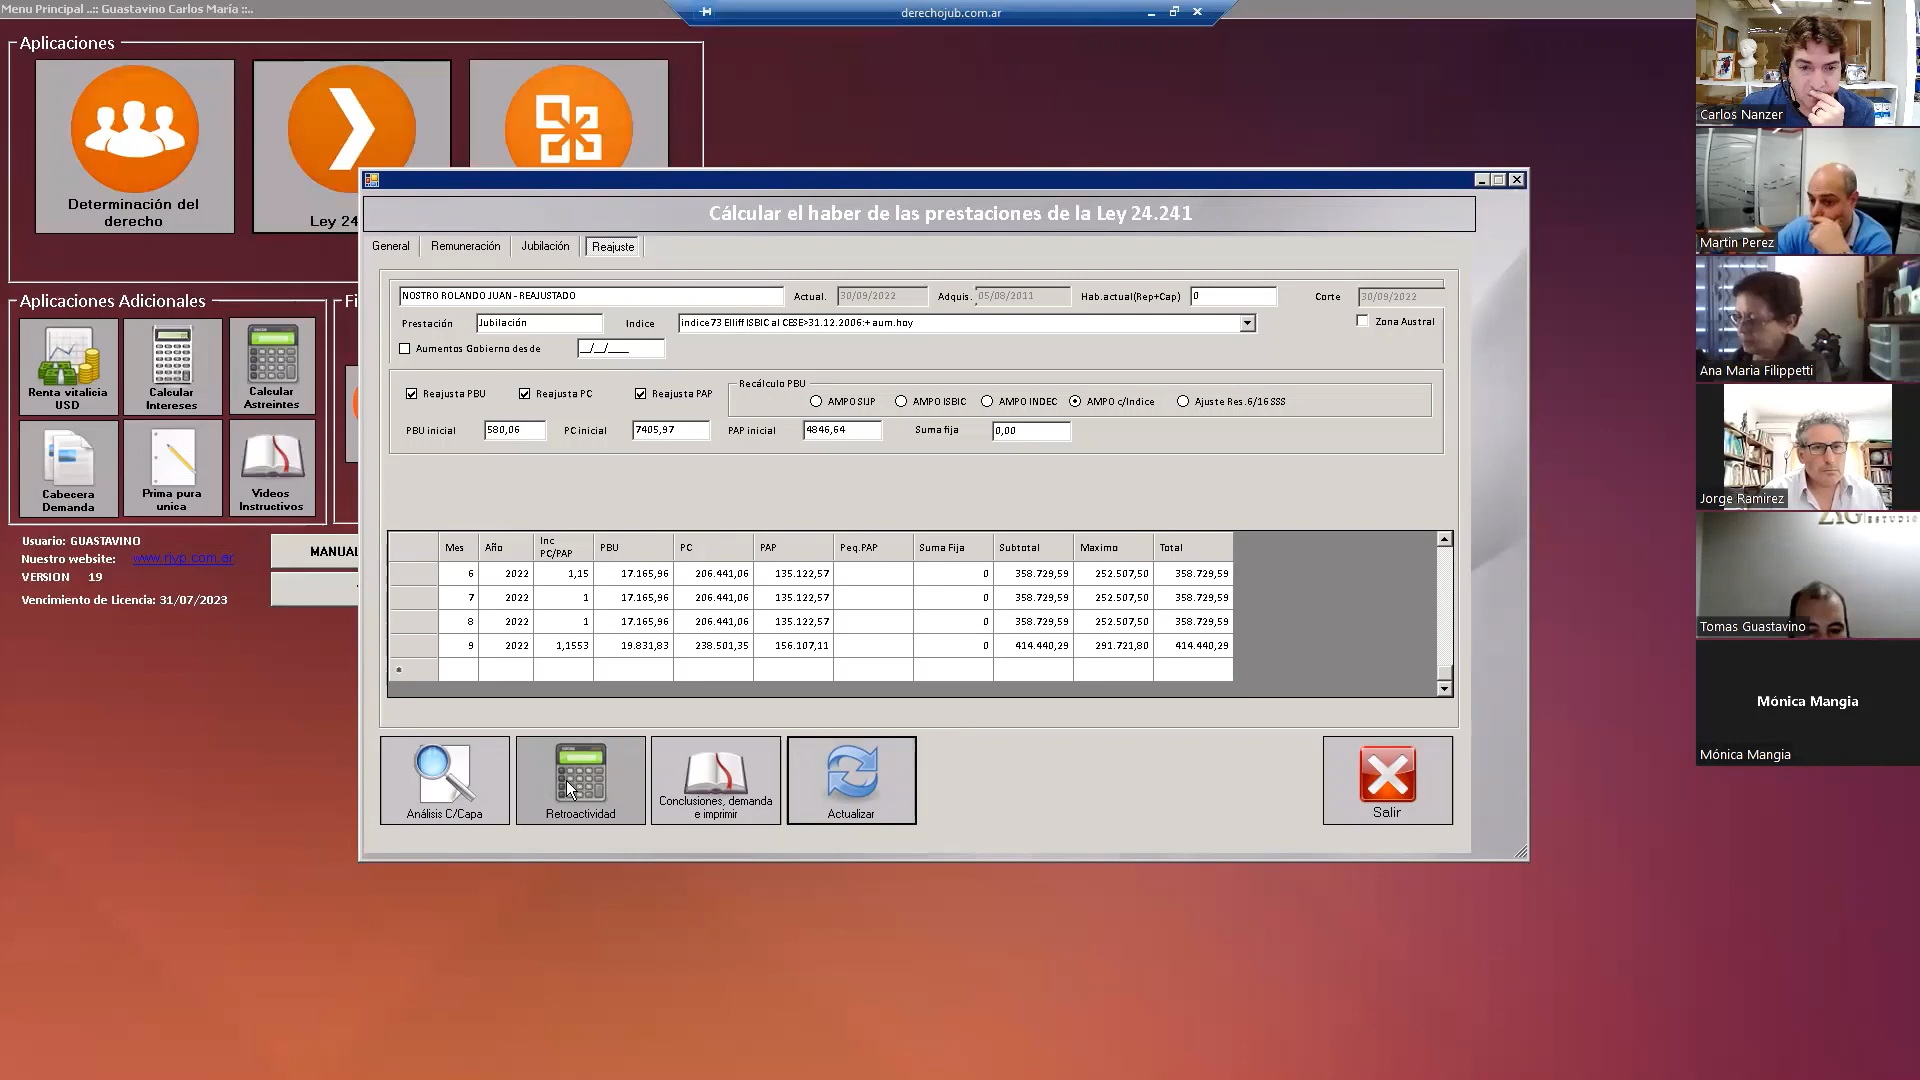 Menu Principal ..:: Guastavino Carlos María ::..
derechojub.com.ar
Aplicaciones
Determinación del
derecho
Ley 24
Aplicaciones Adicionales
Fi
Renta vitalicia
USD
Calcular
Intereses
Calcular
Astreintes
Cabecera
Demanda
Prima pura
unica
Videos
Instructivos
Usuario: GUASTAVINO
Nuestro website: www.rjyp.com.ar
VERSION 19
Vencimiento de Licencia: 31/07/2023
MANUAL
Cálcular el haber de las prestaciones de la Ley 24.241
General Remuneración Jubilación Reajuste
NOSTRO ROLANDO JUAN - REAJUSTADO Actual. 30/09/2022 Adquis. 05/08/2011 Hab.actual(Rep+Cap) 0 Corte 30/09/2022
Prestación Jubilación Indice indice73 Elliff ISBIC al CESE>31.12.2006:+ aum.hoy Zona Austral
Aumentos Gobierno desde __/__/____
Reajusta PBU Reajusta PC Reajusta PAP
Recálculo PBU
AMPO SIJP AMPO ISBIC AMPO INDEC AMPO c/Indice Ajuste Res.6/16 SSS
PBU inicial 580,06 PC inicial 7405,97 PAP inicial 4846,64 Suma fija 0,00
Mes Año Inc PC/PAP PBU PC PAP Peq.PAP Suma Fija Subtotal Maximo Total
6 2022 1,15 17.165,96 206.441,06 135.122,57 0 358.729,59 252.507,50 358.729,59
7 2022 1 17.165,96 206.441,06 135.122,57 0 358.729,59 252.507,50 358.729,59
8 2022 1 17.165,96 206.441,06 135.122,57 0 358.729,59 252.507,50 358.729,59
9 2022 1,1553 19.831,83 238.501,35 156.107,11 0 414.440,29 291.721,80 414.440,29
Análisis C/Capa
Retroactividad
Conclusiones, demanda
e imprimir
Actualizar
Salir
Carlos Nanzer
Martin Perez
Ana Maria Filippetti
Jorge Ramirez
ZIG ESTUDIO
Tomas Guastavino
Mónica Mangia
Mónica Mangia